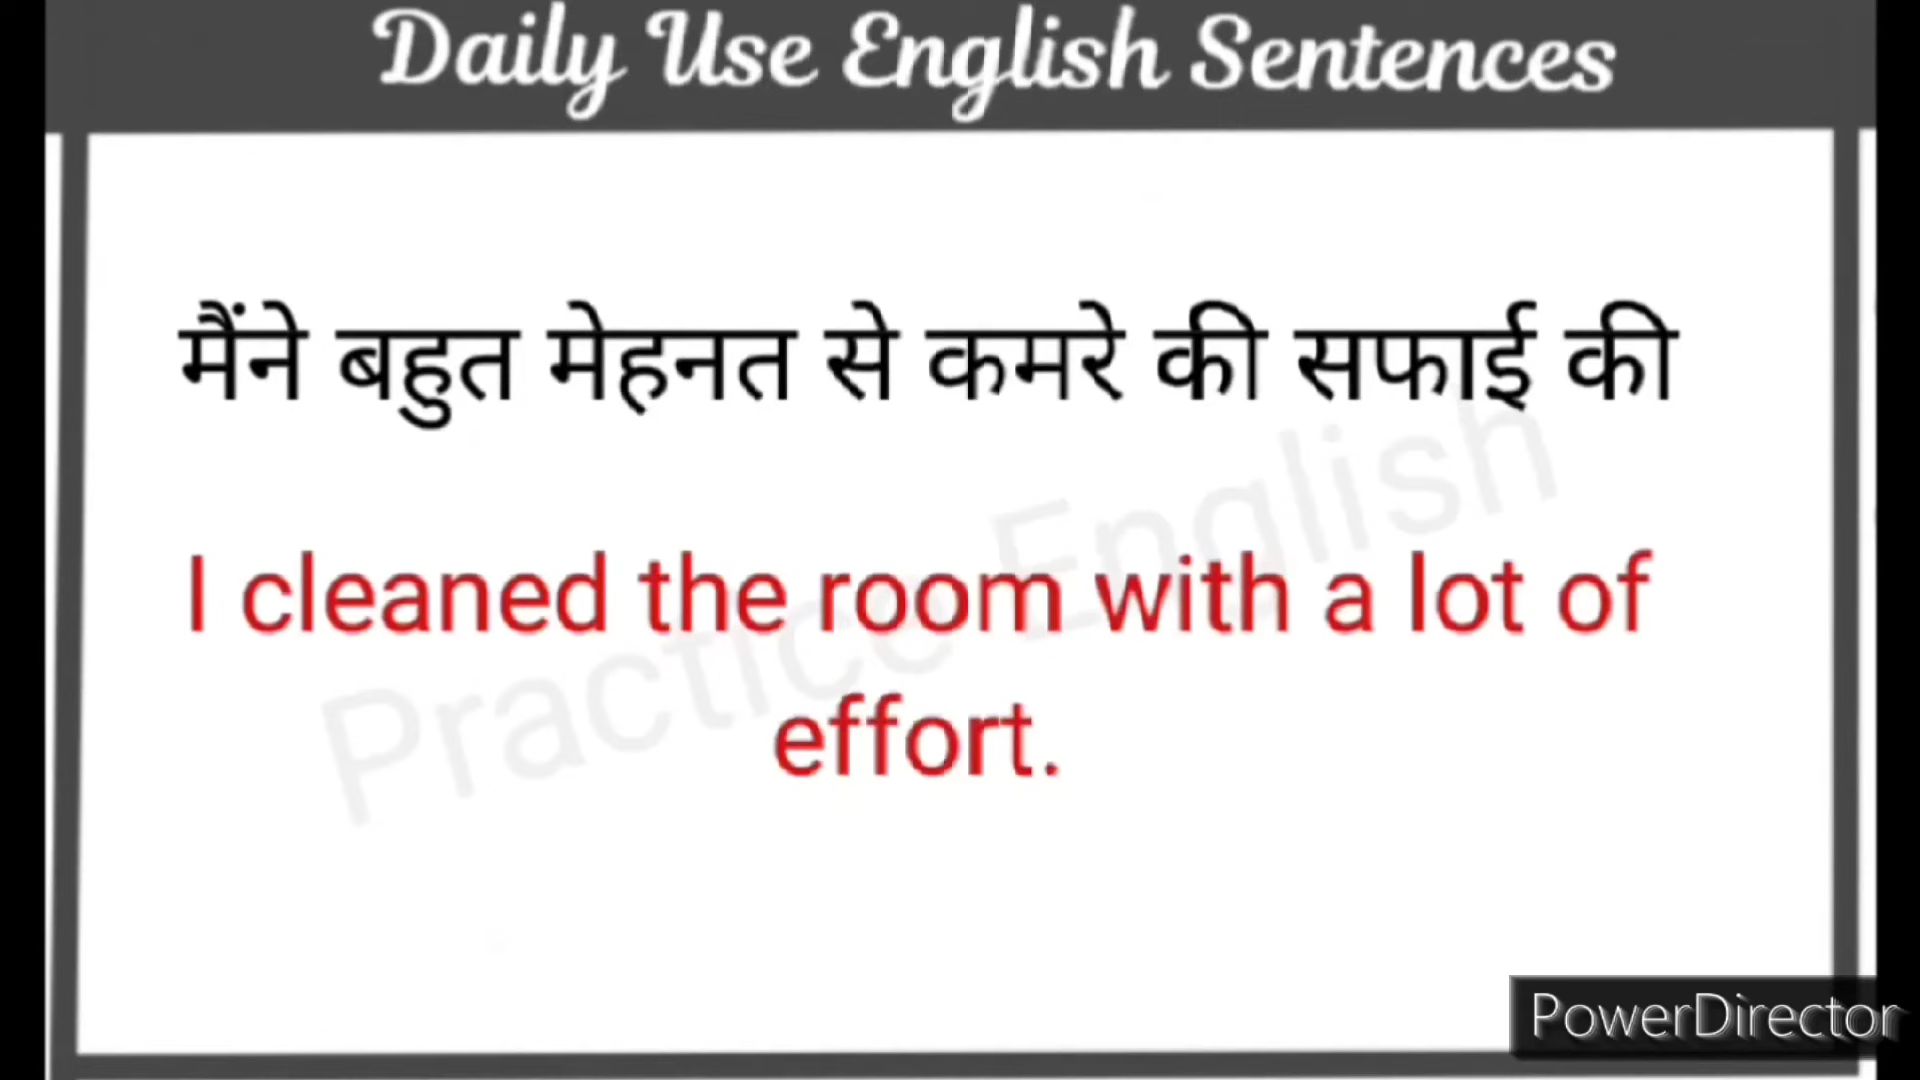 Daily Use English Sentences
मैंने बहुत मेहनत से कमरे की सफाई की
I cleaned the room with a lot of
effort.
Practice English
PowerDirector